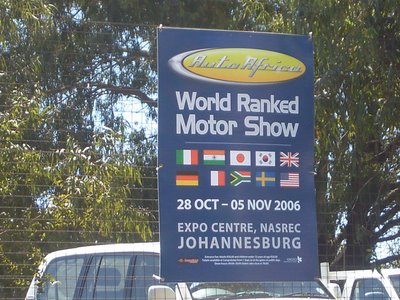 Auto Africa
World Ranked
Motor Show
28 OCT - 05 NOV 2006
EXPO CENTRE, NASREC
JOHANNESBURG